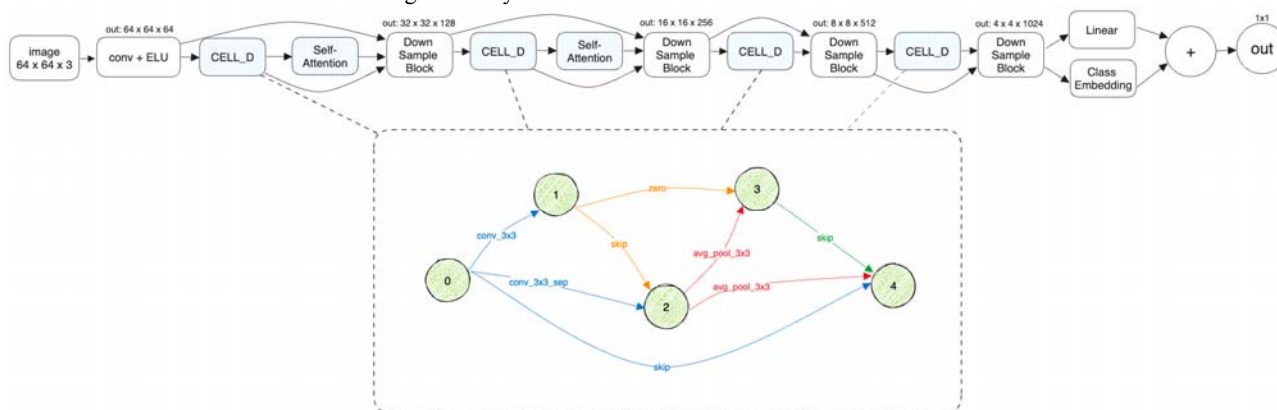 out: 64 x 64 x 64
out: 32 x 32 x 128
out: 16 x 16 x 256
out: 8 x 8 x 512
out: 4 x 4 x 1024
1x1
image
64 x 64 x 3
conv + ELU
CELL_D
Self-
Attention
Down
Sample
Block
CELL_D
Self-
Attention
Down
Sample
Block
CELL_D
Down
Sample
Block
CELL_D
Down
Sample
Block
Linear
Class
Embedding
+
out
1
zero
3
conv_3x3
skip
skip
avg_pool_3x3
0
conv_3x3_sep
avg_pool_3x3
4
2
skip